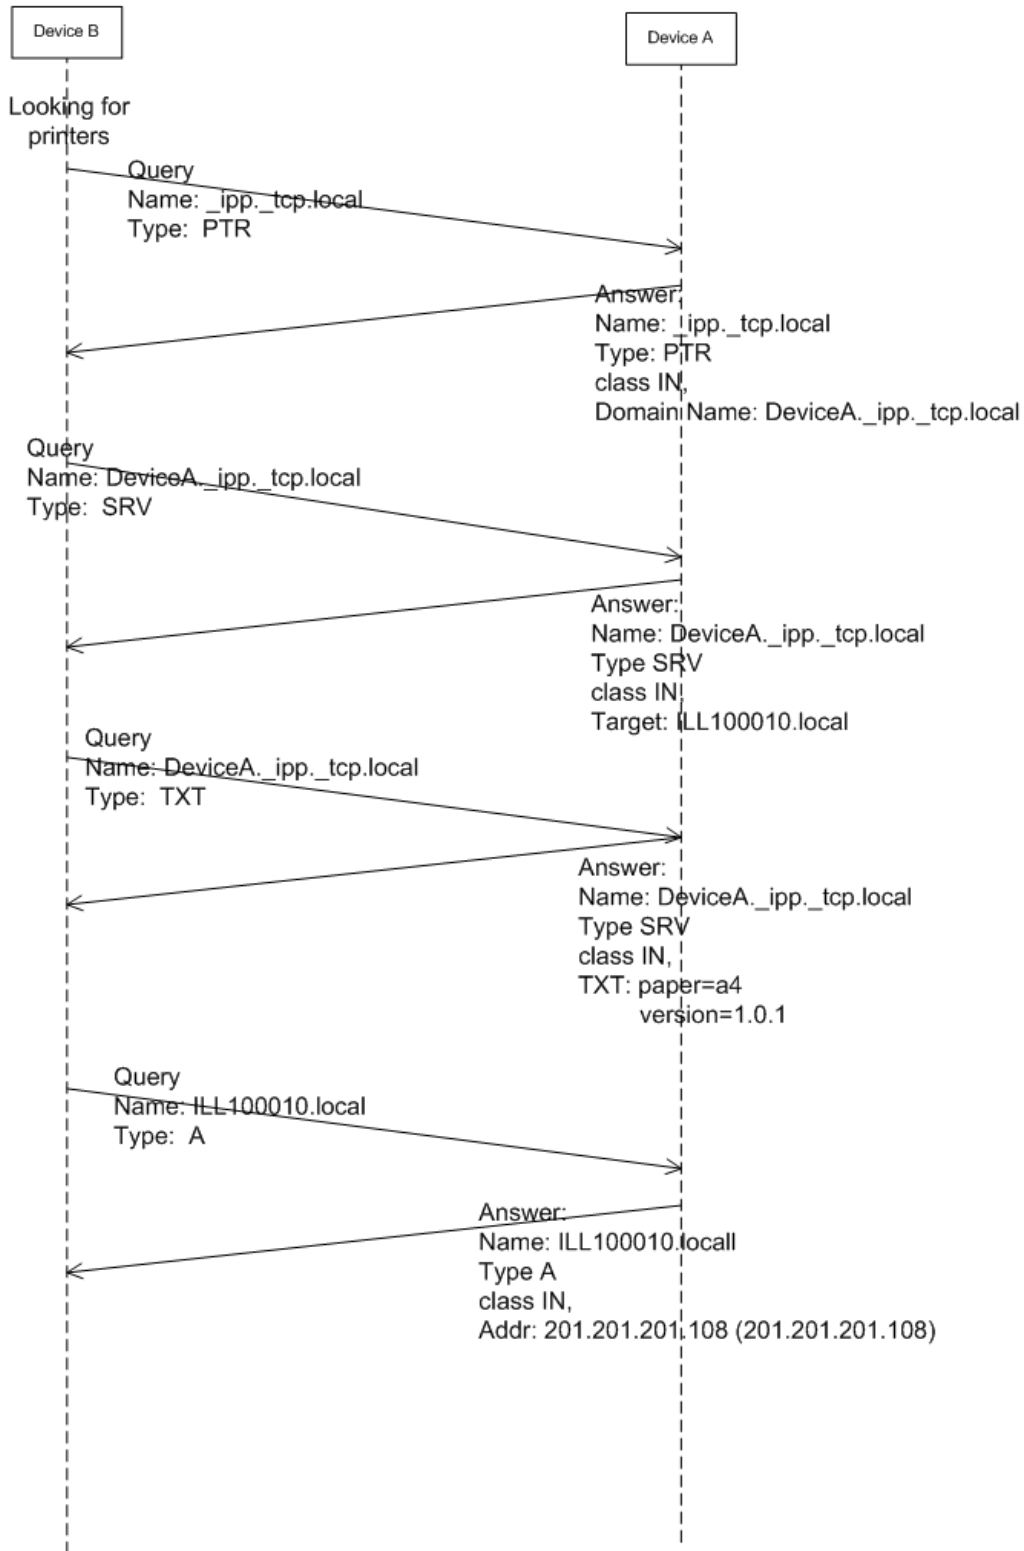 Device B
Device A
Looking for
printers
Query
Name: _ipp._tcp.local
Type:  PTR
Answer:
Name: _ipp._tcp.local
Type: PTR
class IN,
Domain Name: DeviceA._ipp._tcp.local
Query
Name: DeviceA._ipp._tcp.local
Type:  SRV
Answer:
Name: DeviceA._ipp._tcp.local
Type SRV
class IN,
Target: ILL100010.local
Query
Name: DeviceA._ipp._tcp.local
Type:  TXT
Answer:
Name: DeviceA._ipp._tcp.local
Type SRV
class IN,
TXT: paper=a4
version=1.0.1
Query
Name: ILL100010.local
Type:  A
Answer:
Name: ILL100010.locall
Type A
class IN,
Addr: 201.201.201.108 (201.201.201.108)